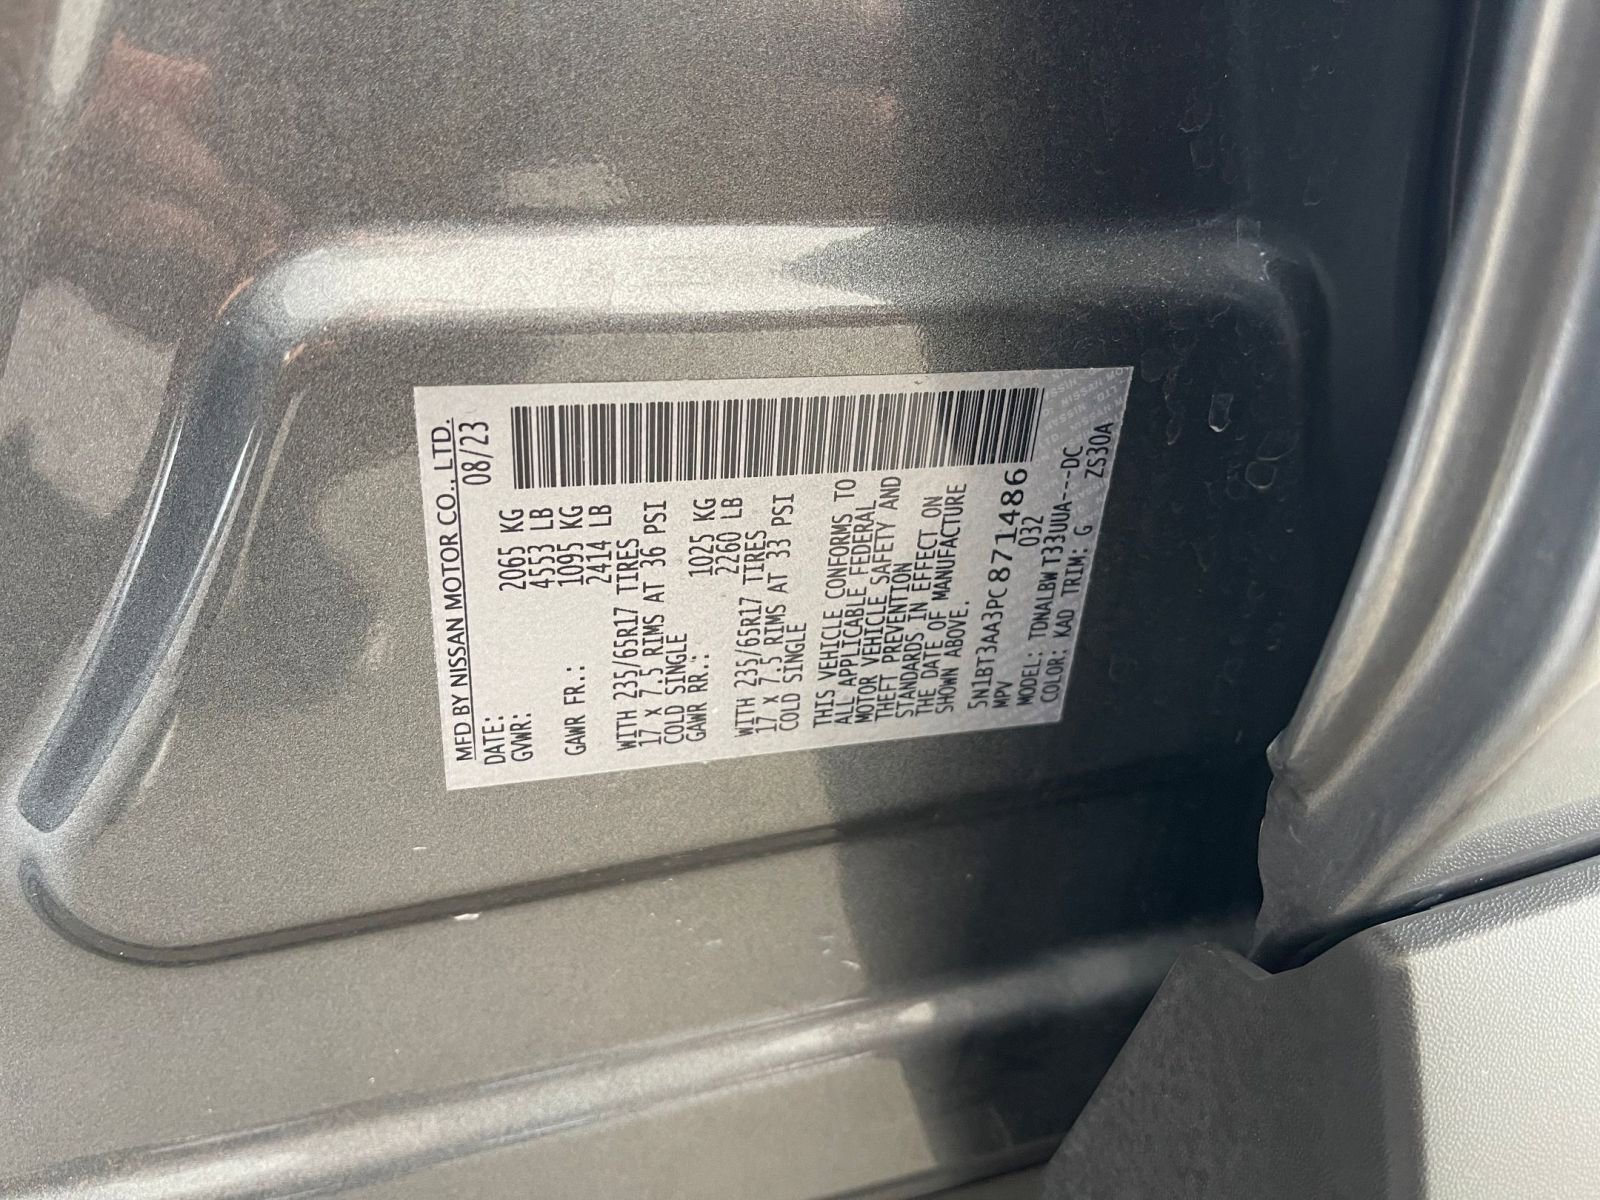 MFD BY NISSAN MOTOR CO., LTD.
DATE: 08/23
GVWR: 2065 KG
4553 LB
GAWR FR.: 1095 KG
2414 LB
WITH 235/65R17 TIRES
17 X 7.5 RIMS AT 36 PSI
COLD SINGLE
GAWR RR.: 1025 KG
2260 LB
WITH 235/65R17 TIRES
17 X 7.5 RIMS AT 33 PSI
COLD SINGLE
THIS VEHICLE CONFORMS TO
ALL APPLICABLE FEDERAL
MOTOR VEHICLE SAFETY AND
THEFT PREVENTION
STANDARDS IN EFFECT ON
THE DATE OF MANUFACTURE
SHOWN ABOVE.
5N1BT3AA3PC871486
MPV 032
MODEL: TDNALBWT33UUA---DC
COLOR: KAD TRIM: G ZS30A